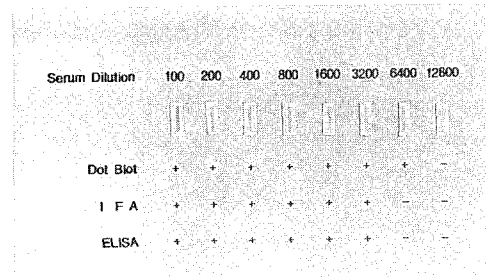 Serum Dilution 100 200 400 800 1600 3200 6400 12800
Dot Blot + + + + + + + -
I F A + + + + + + - -
ELISA + + + + + + - -